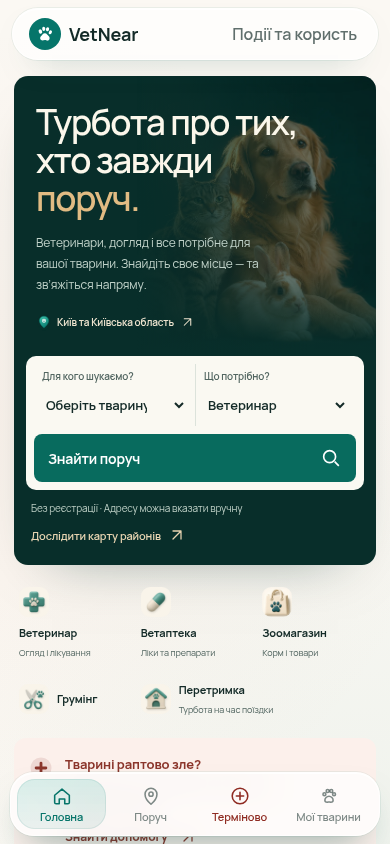 VetNear
Події та користь
Турбота про тих,
хто завжди
поруч.
Ветеринари, догляд і все потрібне для
вашої тварини. Знайдіть своє місце — та
зв'яжіться напряму.
Київ та Київська область
Для кого шукаємо?
Що потрібно?
Оберіть тварину
Ветеринар
Знайти поруч
Без реєстрації · Адресу можна вказати вручну
Дослідити карту районів
Ветеринар
Огляд і лікування
Ветаптека
Ліки та препарати
Зоомагазин
Корм і товари
Грумінг
Перетримка
Турбота на час поїздки
Тварині раптово зле?
Знайти допомогу
Головна
Поруч
Терміново
Мої тварини